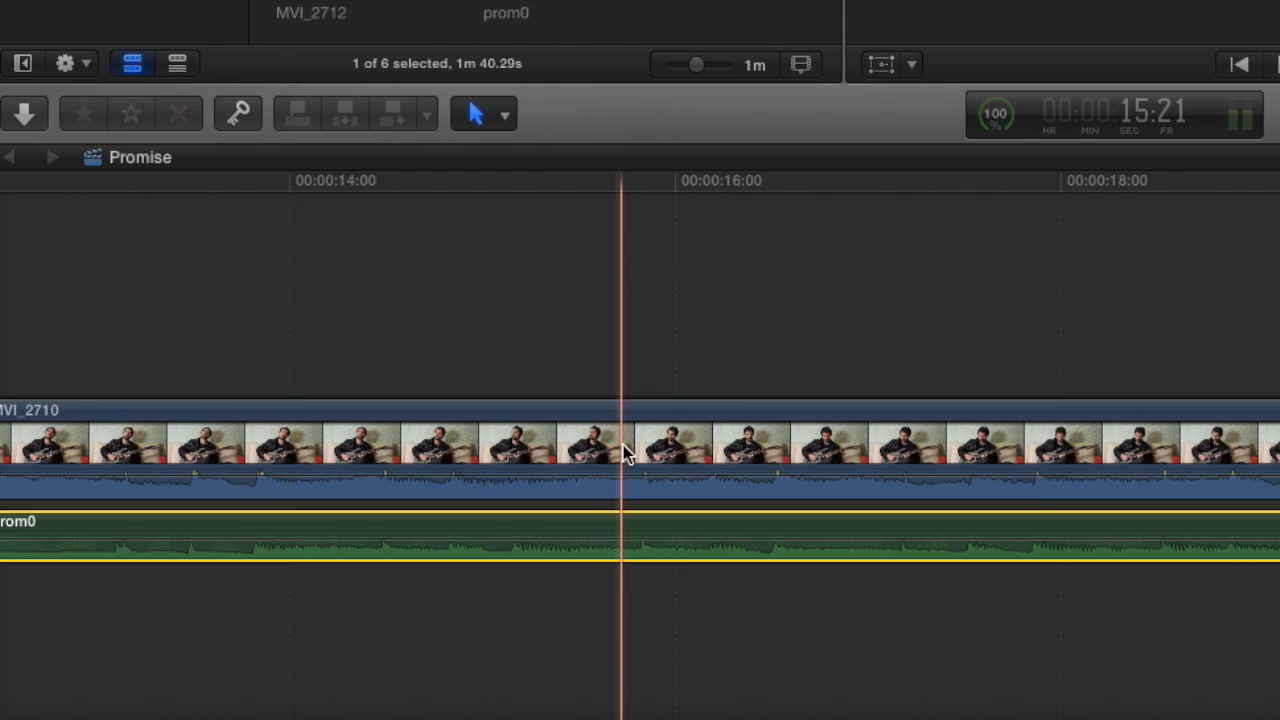 MVI_2712 prom0
1 of 6 selected, 1m 40.29s
1m
100
%
00:00:15:21
HR MIN SEC FR
Promise
00:00:14:00 00:00:16:00 00:00:18:00
MVI_2710
rom0